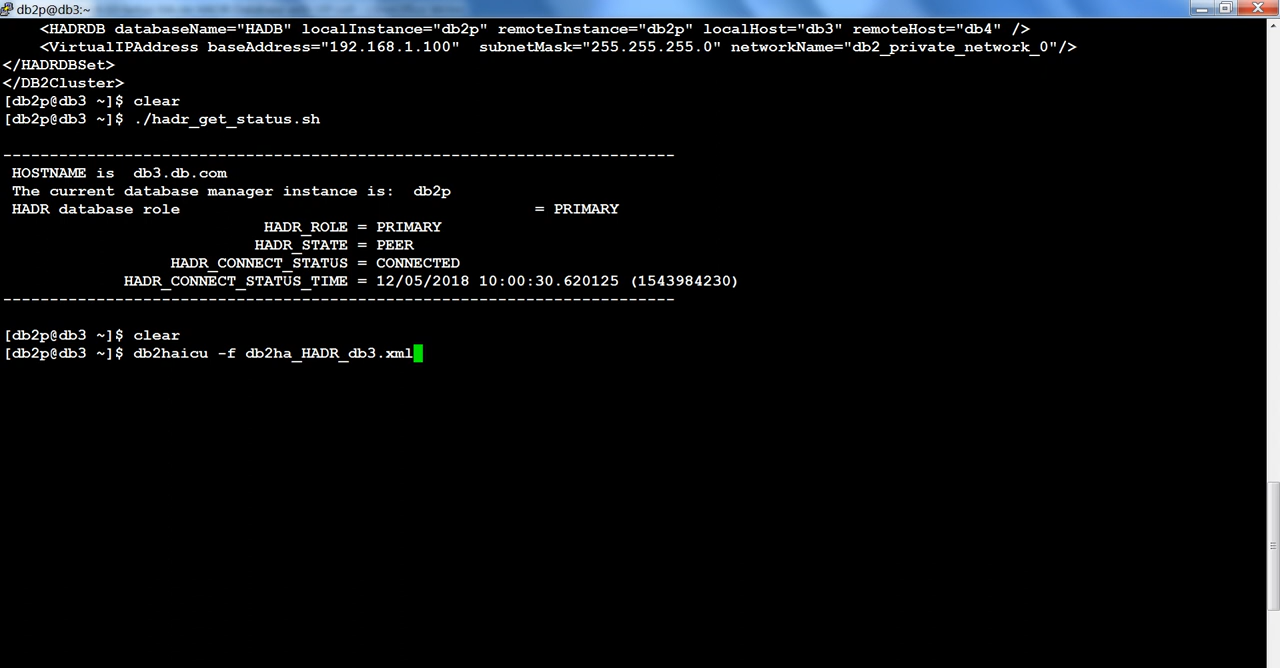 db2p@db3:~
<HADRDB databaseName="HADB" localInstance="db2p" remoteInstance="db2p" localHost="db3" remoteHost="db4" />
<VirtualIPAddress baseAddress="192.168.1.100"  subnetMask="255.255.255.0" networkName="db2_private_network_0"/>
</HADRDBSet>
</DB2Cluster>
[db2p@db3 ~]$ clear
[db2p@db3 ~]$ ./hadr_get_status.sh
------------------------------------------------------------------------
HOSTNAME is  db3.db.com
The current database manager instance is:  db2p
HADR database role                                      = PRIMARY
HADR_ROLE = PRIMARY
HADR_STATE = PEER
HADR_CONNECT_STATUS = CONNECTED
HADR_CONNECT_STATUS_TIME = 12/05/2018 10:00:30.620125 (1543984230)
------------------------------------------------------------------------
[db2p@db3 ~]$ clear
[db2p@db3 ~]$ db2haicu -f db2ha_HADR_db3.xml